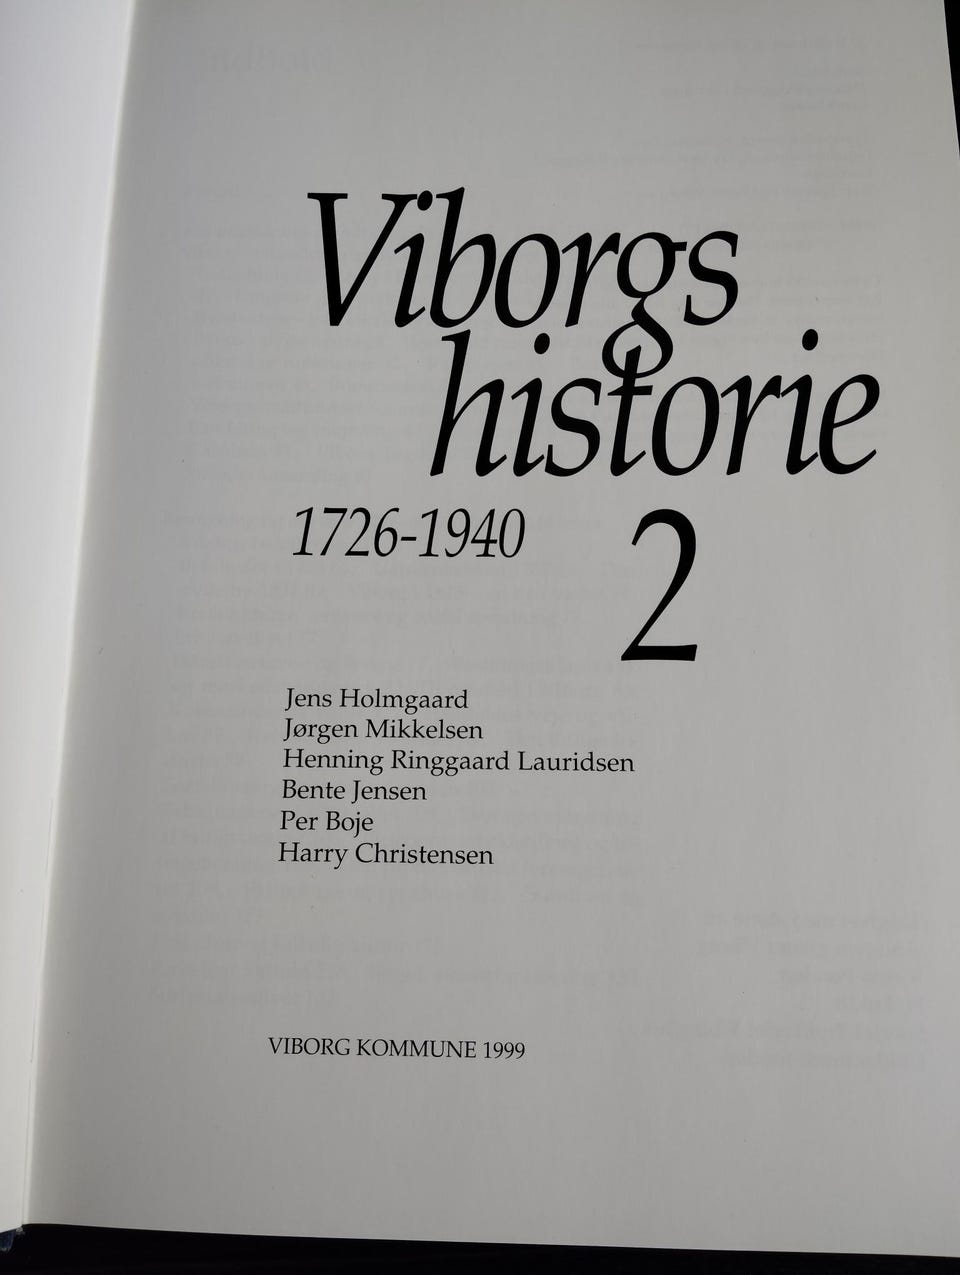 Viborgs
historie
1726-1940 2
Jens Holmgaard
Jørgen Mikkelsen
Henning Ringgaard Lauridsen
Bente Jensen
Per Boje
Harry Christensen
VIBORG KOMMUNE 1999